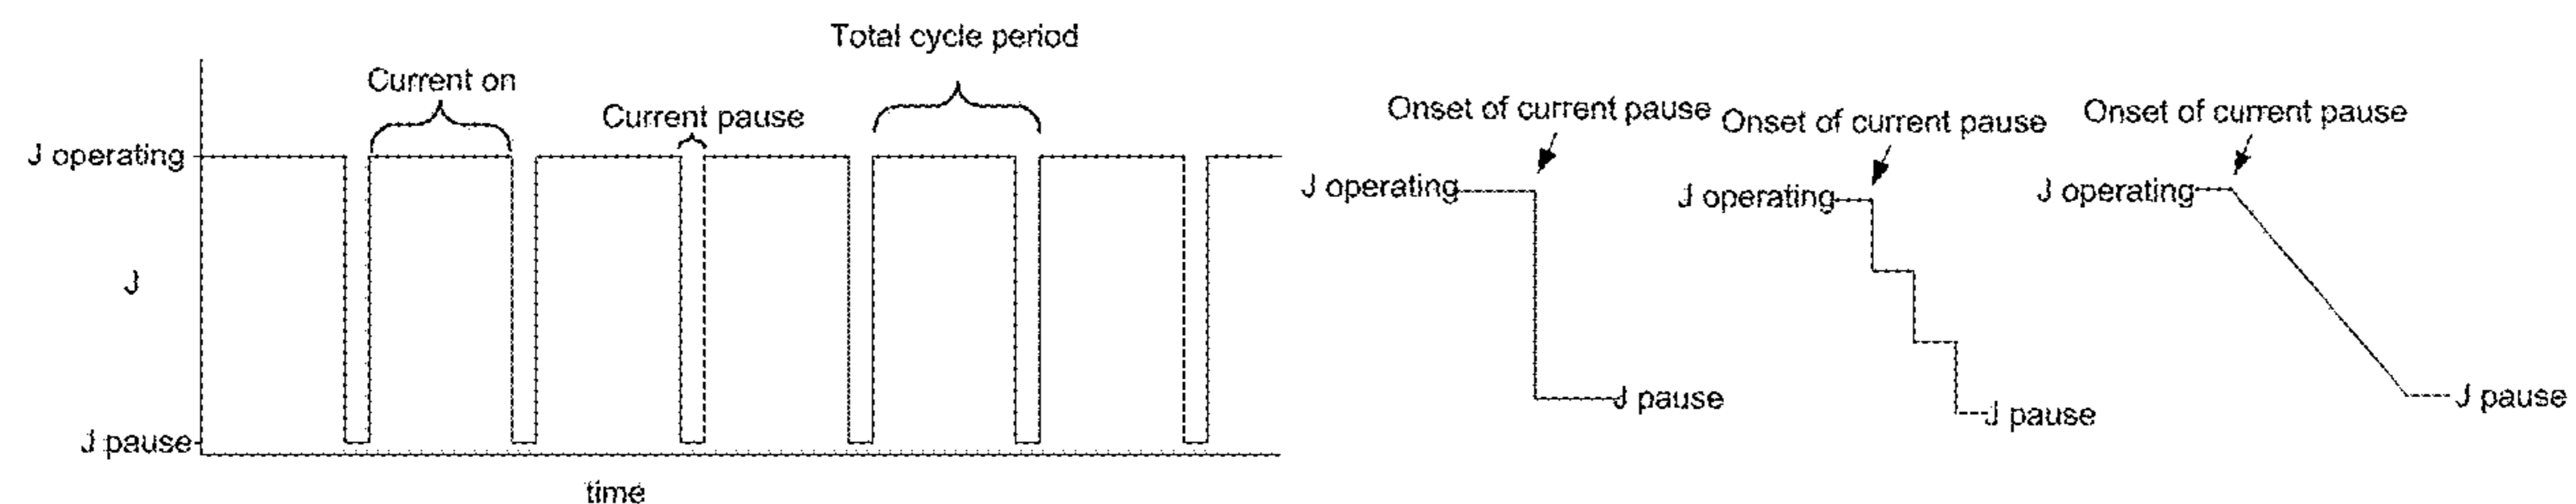 Total cycle period
Current on
Current pause
J operating
J
J pause
time
Onset of current pause
J operating
J pause
Onset of current pause
J operating
J pause
Onset of current pause
J operating
J pause